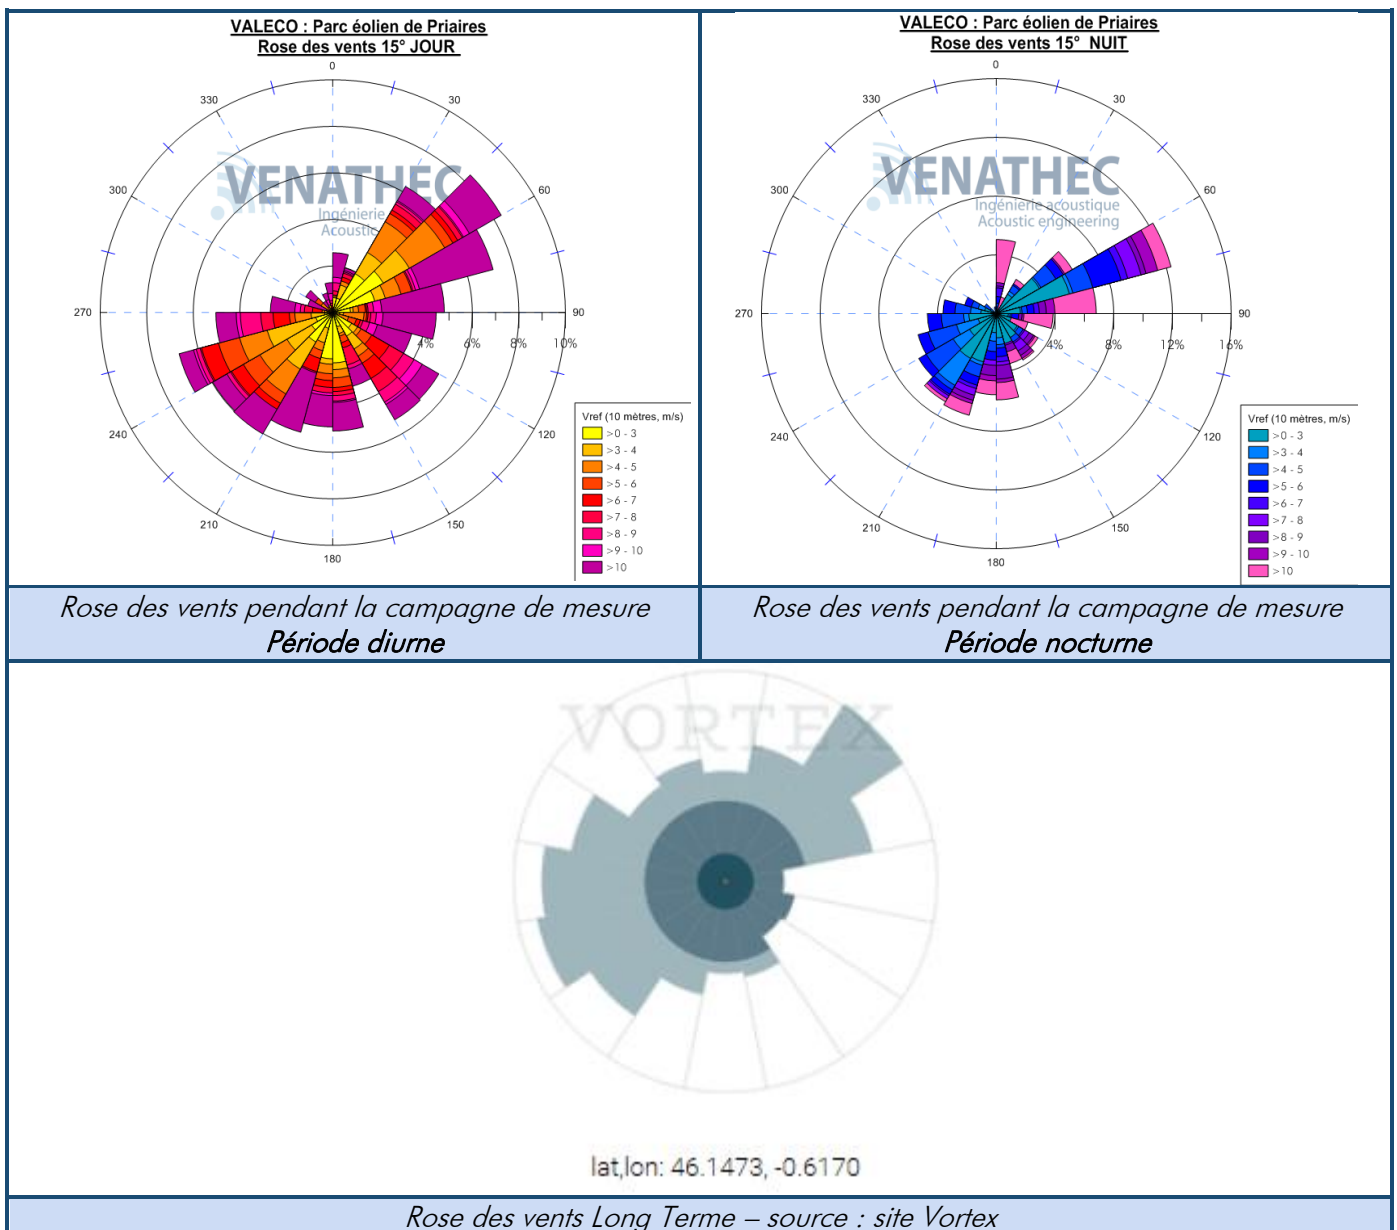 VALECO : Parc éolien de Priaires
Rose des vents 15° JOUR
0
30
60
90
120
150
180
210
240
270
300
330
4%
6%
8%
10%
VENATHEC
Ingénierie
Acoustic
Vref (10 mètres, m/s)
>0 - 3
>3 - 4
>4 - 5
>5 - 6
>6 - 7
>7 - 8
>8 - 9
>9 - 10
>10
VALECO : Parc éolien de Priaires
Rose des vents 15° NUIT
0
30
60
90
120
150
180
210
240
270
300
330
4%
8%
12%
16%
VENATHEC
Ingénierie acoustique
Acoustic engineering
Vref (10 mètres, m/s)
>0 - 3
>3 - 4
>4 - 5
>5 - 6
>6 - 7
>7 - 8
>8 - 9
>9 - 10
>10
Rose des vents pendant la campagne de mesure
Période diurne
Rose des vents pendant la campagne de mesure
Période nocturne
VORTEX
lat,lon: 46.1473, -0.6170
Rose des vents Long Terme – source : site Vortex